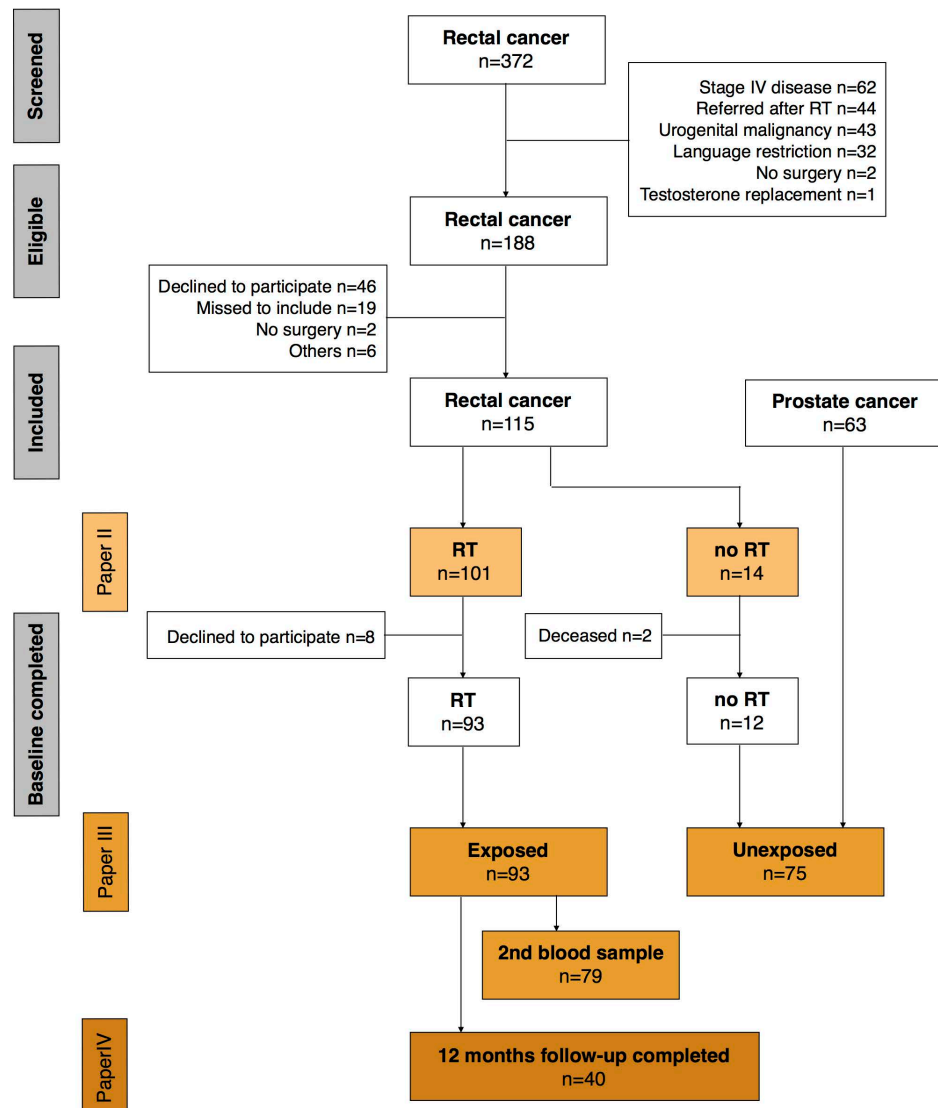 Screened
Rectal cancer
n=372
Stage IV disease n=62
Referred after RT n=44
Urogenital malignancy n=43
Language restriction n=32
No surgery n=2
Testosterone replacement n=1
Eligible
Rectal cancer
n=188
Declined to participate n=46
Missed to include n=19
No surgery n=2
Others n=6
Included
Rectal cancer
n=115
Prostate cancer
n=63
Paper II
RT
n=101
no RT
n=14
Baseline completed
Declined to participate n=8
Deceased n=2
RT
n=93
no RT
n=12
Paper III
Exposed
n=93
Unexposed
n=75
2nd blood sample
n=79
PaperIV
12 months follow-up completed
n=40